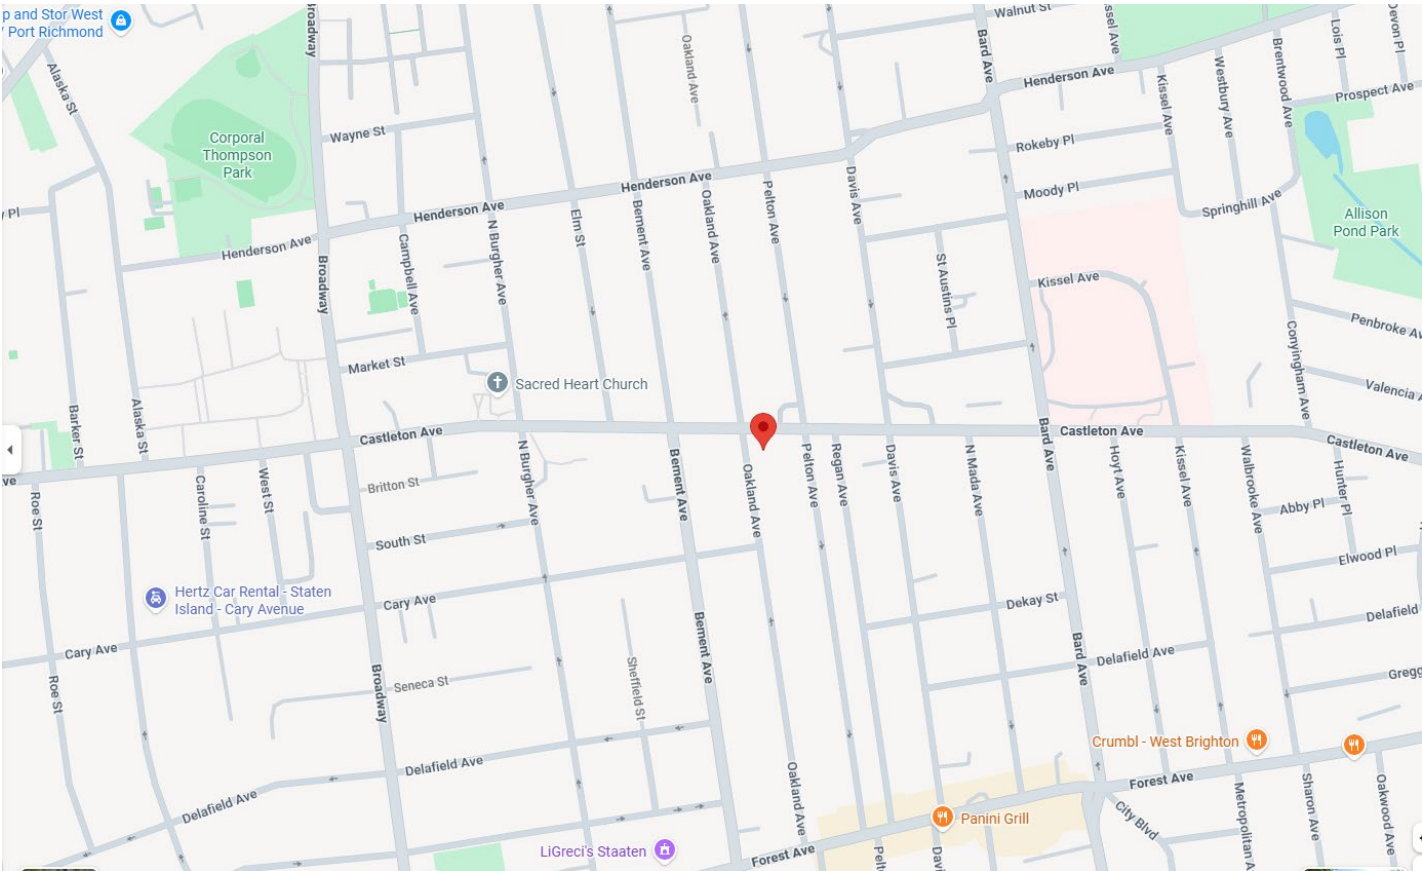 p and Stor West
Port Richmond
Alaska St
Broadway
Oakland Ave
Walnut St
Bard Ave
Henderson Ave
Kissel Ave
Westbury Ave
Brentwood Ave
Lois Pl
Devon Pl
Prospect Ave
Corporal
Thompson
Park
Wayne St
Rokeby Pl
Moody Pl
Springhill Ave
Allison
Pond Park
Henderson Ave
Henderson Ave
Henderson Ave
Broadway
Campbell Ave
N Burgher Ave
Elm St
Bement Ave
Oakland Ave
Pelton Ave
Davis Ave
St Austins Pl
Kissel Ave
Conyingham Ave
Penbroke Av
Valencia A
Market St
Sacred Heart Church
Barker St
Alaska St
Castleton Ave
Castleton Ave
Castleton Ave
ve
Roe St
Caroline St
West St
Britton St
South St
N Burgher Ave
Bement Ave
Oakland Ave
Pelton Ave
Regan Ave
Davis Ave
N Mada Ave
Bard Ave
Hoyt Ave
Kissel Ave
Walbrooke Ave
Hunter Pl
Abby Pl
Elwood Pl
Hertz Car Rental - Staten
Island - Cary Avenue
Cary Ave
Cary Ave
Dekay St
Delafield
Roe St
Broadway
Seneca St
Sheffield St
Bement Ave
Bard Ave
Delafield Ave
Gregg
Delafield Ave
Delafield Ave
Oakland Ave
Crumbl - West Brighton
Forest Ave
City Blvd
Metropolitan A
Sharon Ave
Oakwood Ave
Panini Grill
LiGreci's Staaten
Forest Ave
Pelt
Davi